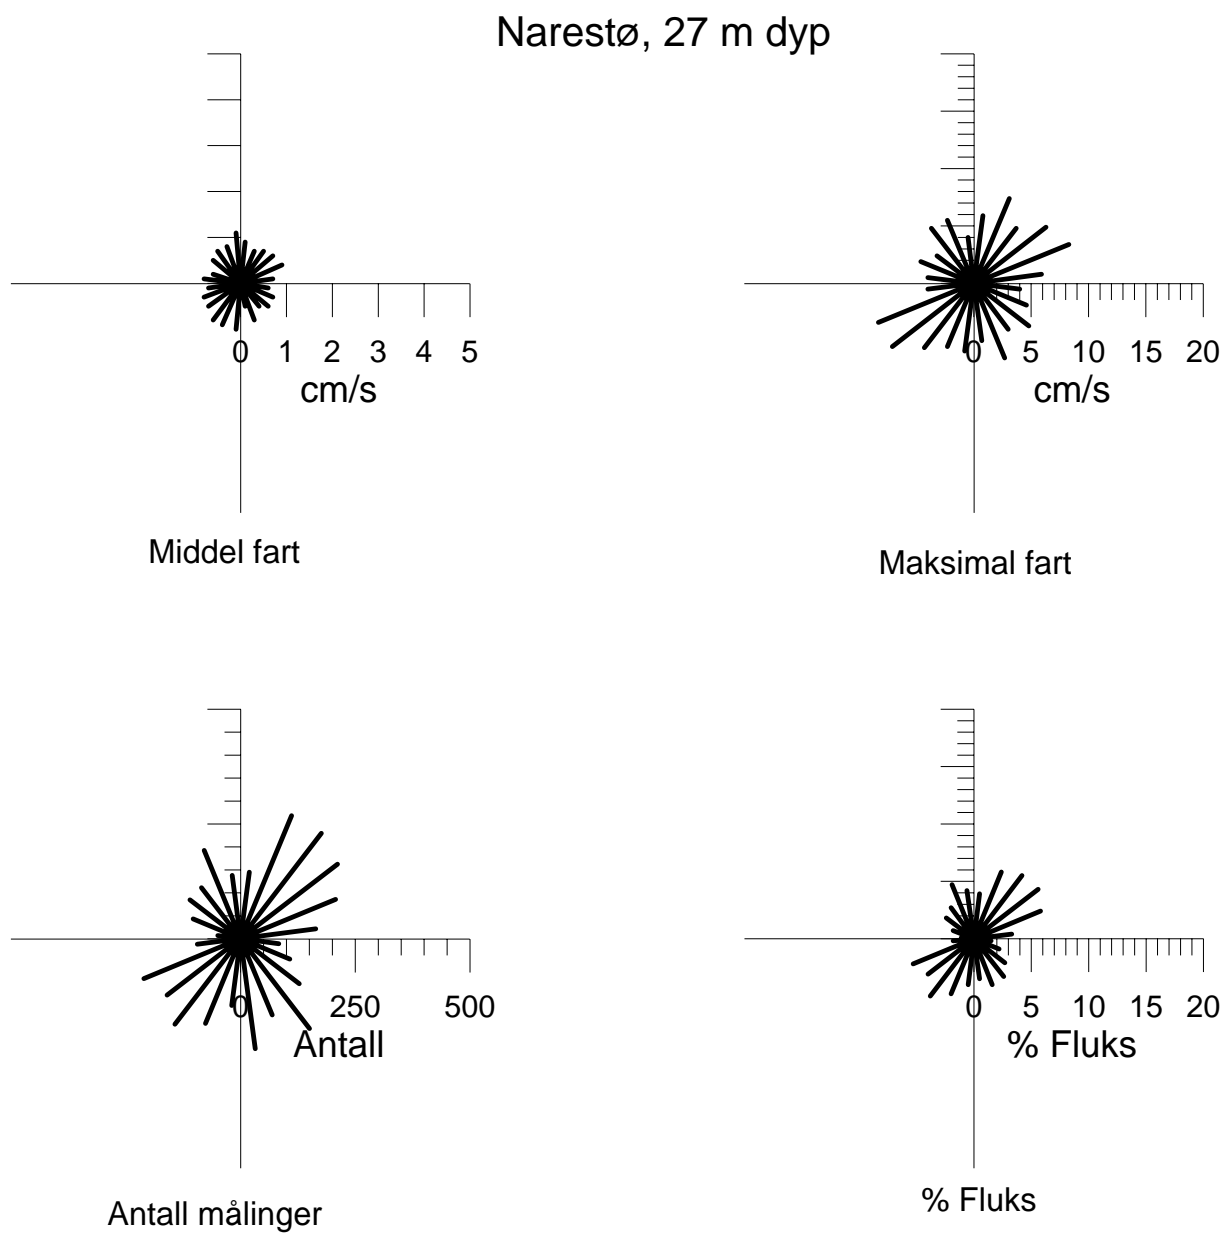 Narestø, 27 m dyp
0 1 2 3 4 5
cm/s
Middel fart
0 5 10 15 20
cm/s
Maksimal fart
0 250 500
Antall
Antall målinger
0 5 10 15 20
% Fluks
% Fluks